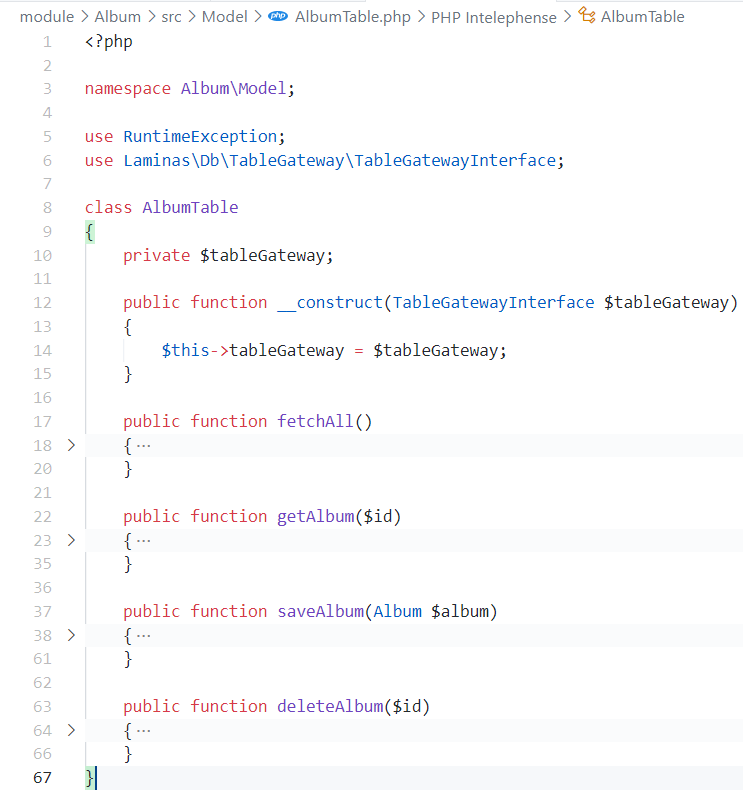 module > Album > src > Model > php AlbumTable.php > PHP Intelephense > AlbumTable
1 <?php
2
3 namespace Album\Model;
4
5 use RuntimeException;
6 use Laminas\Db\TableGateway\TableGatewayInterface;
7
8 class AlbumTable
9 {
10     private $tableGateway;
11
12     public function __construct(TableGatewayInterface $tableGateway)
13     {
14         $this->tableGateway = $tableGateway;
15     }
16
17     public function fetchAll()
18 >     { ...
20     }
21
22     public function getAlbum($id)
23 >     { ...
35     }
36
37     public function saveAlbum(Album $album)
38 >     { ...
61     }
62
63     public function deleteAlbum($id)
64 >     { ...
66     }
67 }